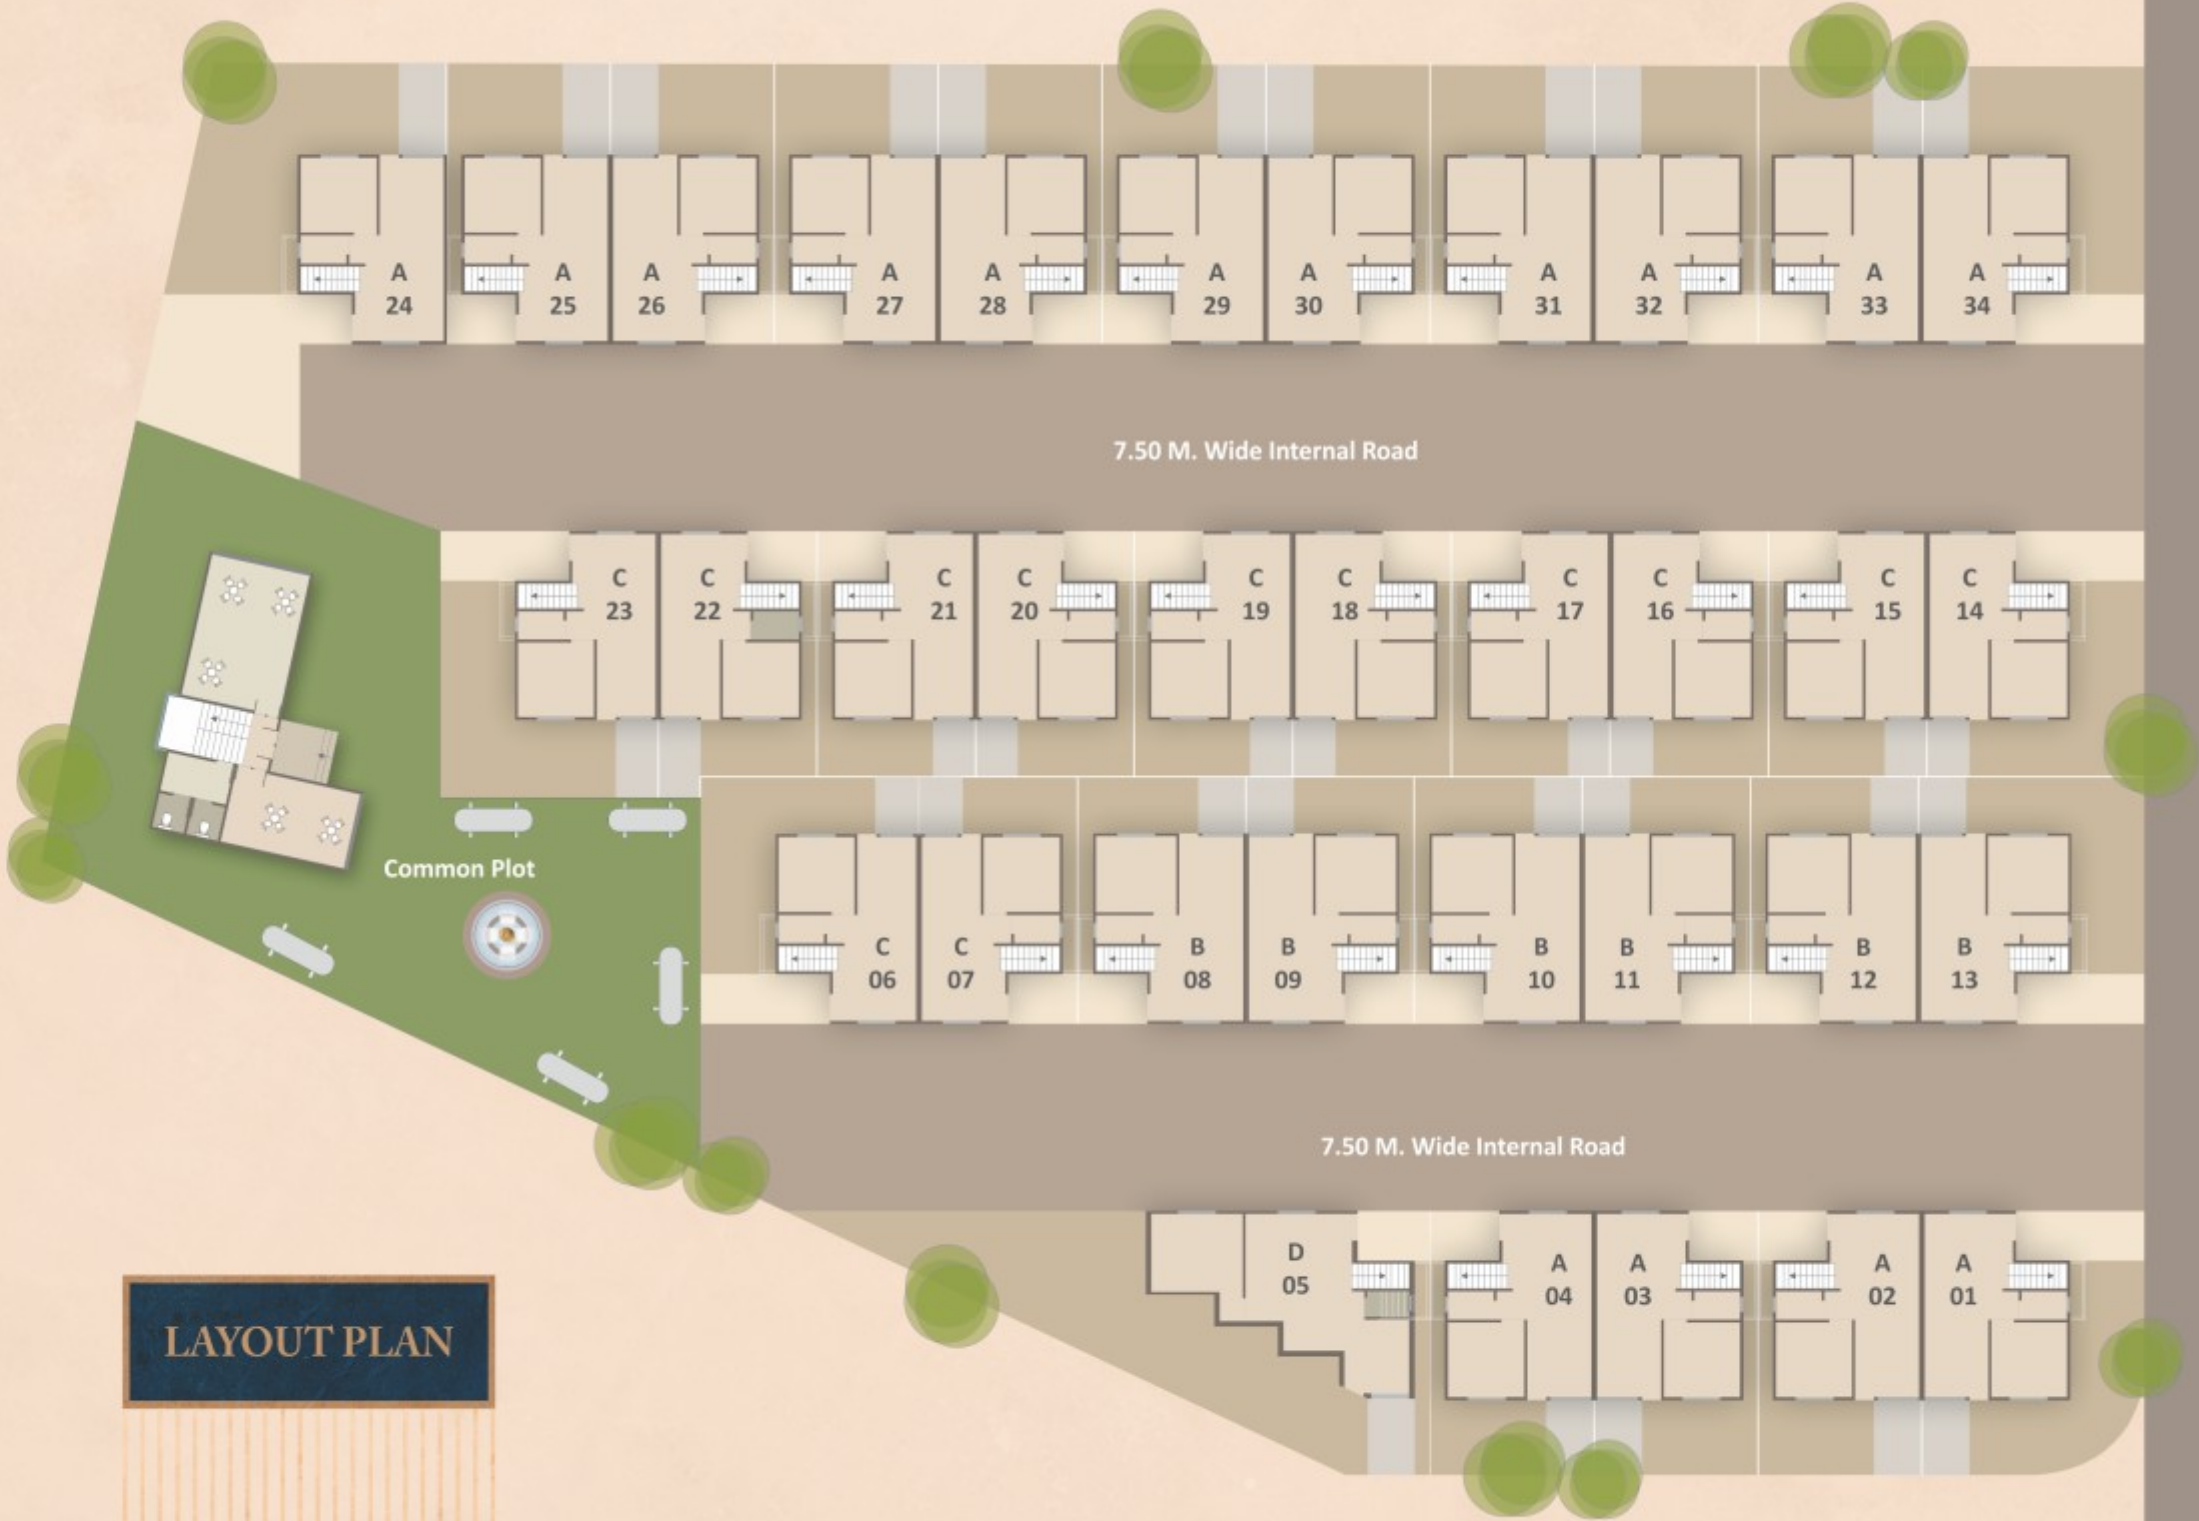 A
24
A
25
A
26
A
27
A
28
A
29
A
30
A
31
A
32
A
33
A
34
7.50 M. Wide Internal Road
C
23
C
22
C
21
C
20
C
19
C
18
C
17
C
16
C
15
C
14
Common Plot
C
06
C
07
B
08
B
09
B
10
B
11
B
12
B
13
7.50 M. Wide Internal Road
D
05
A
04
A
03
A
02
A
01
LAYOUT PLAN